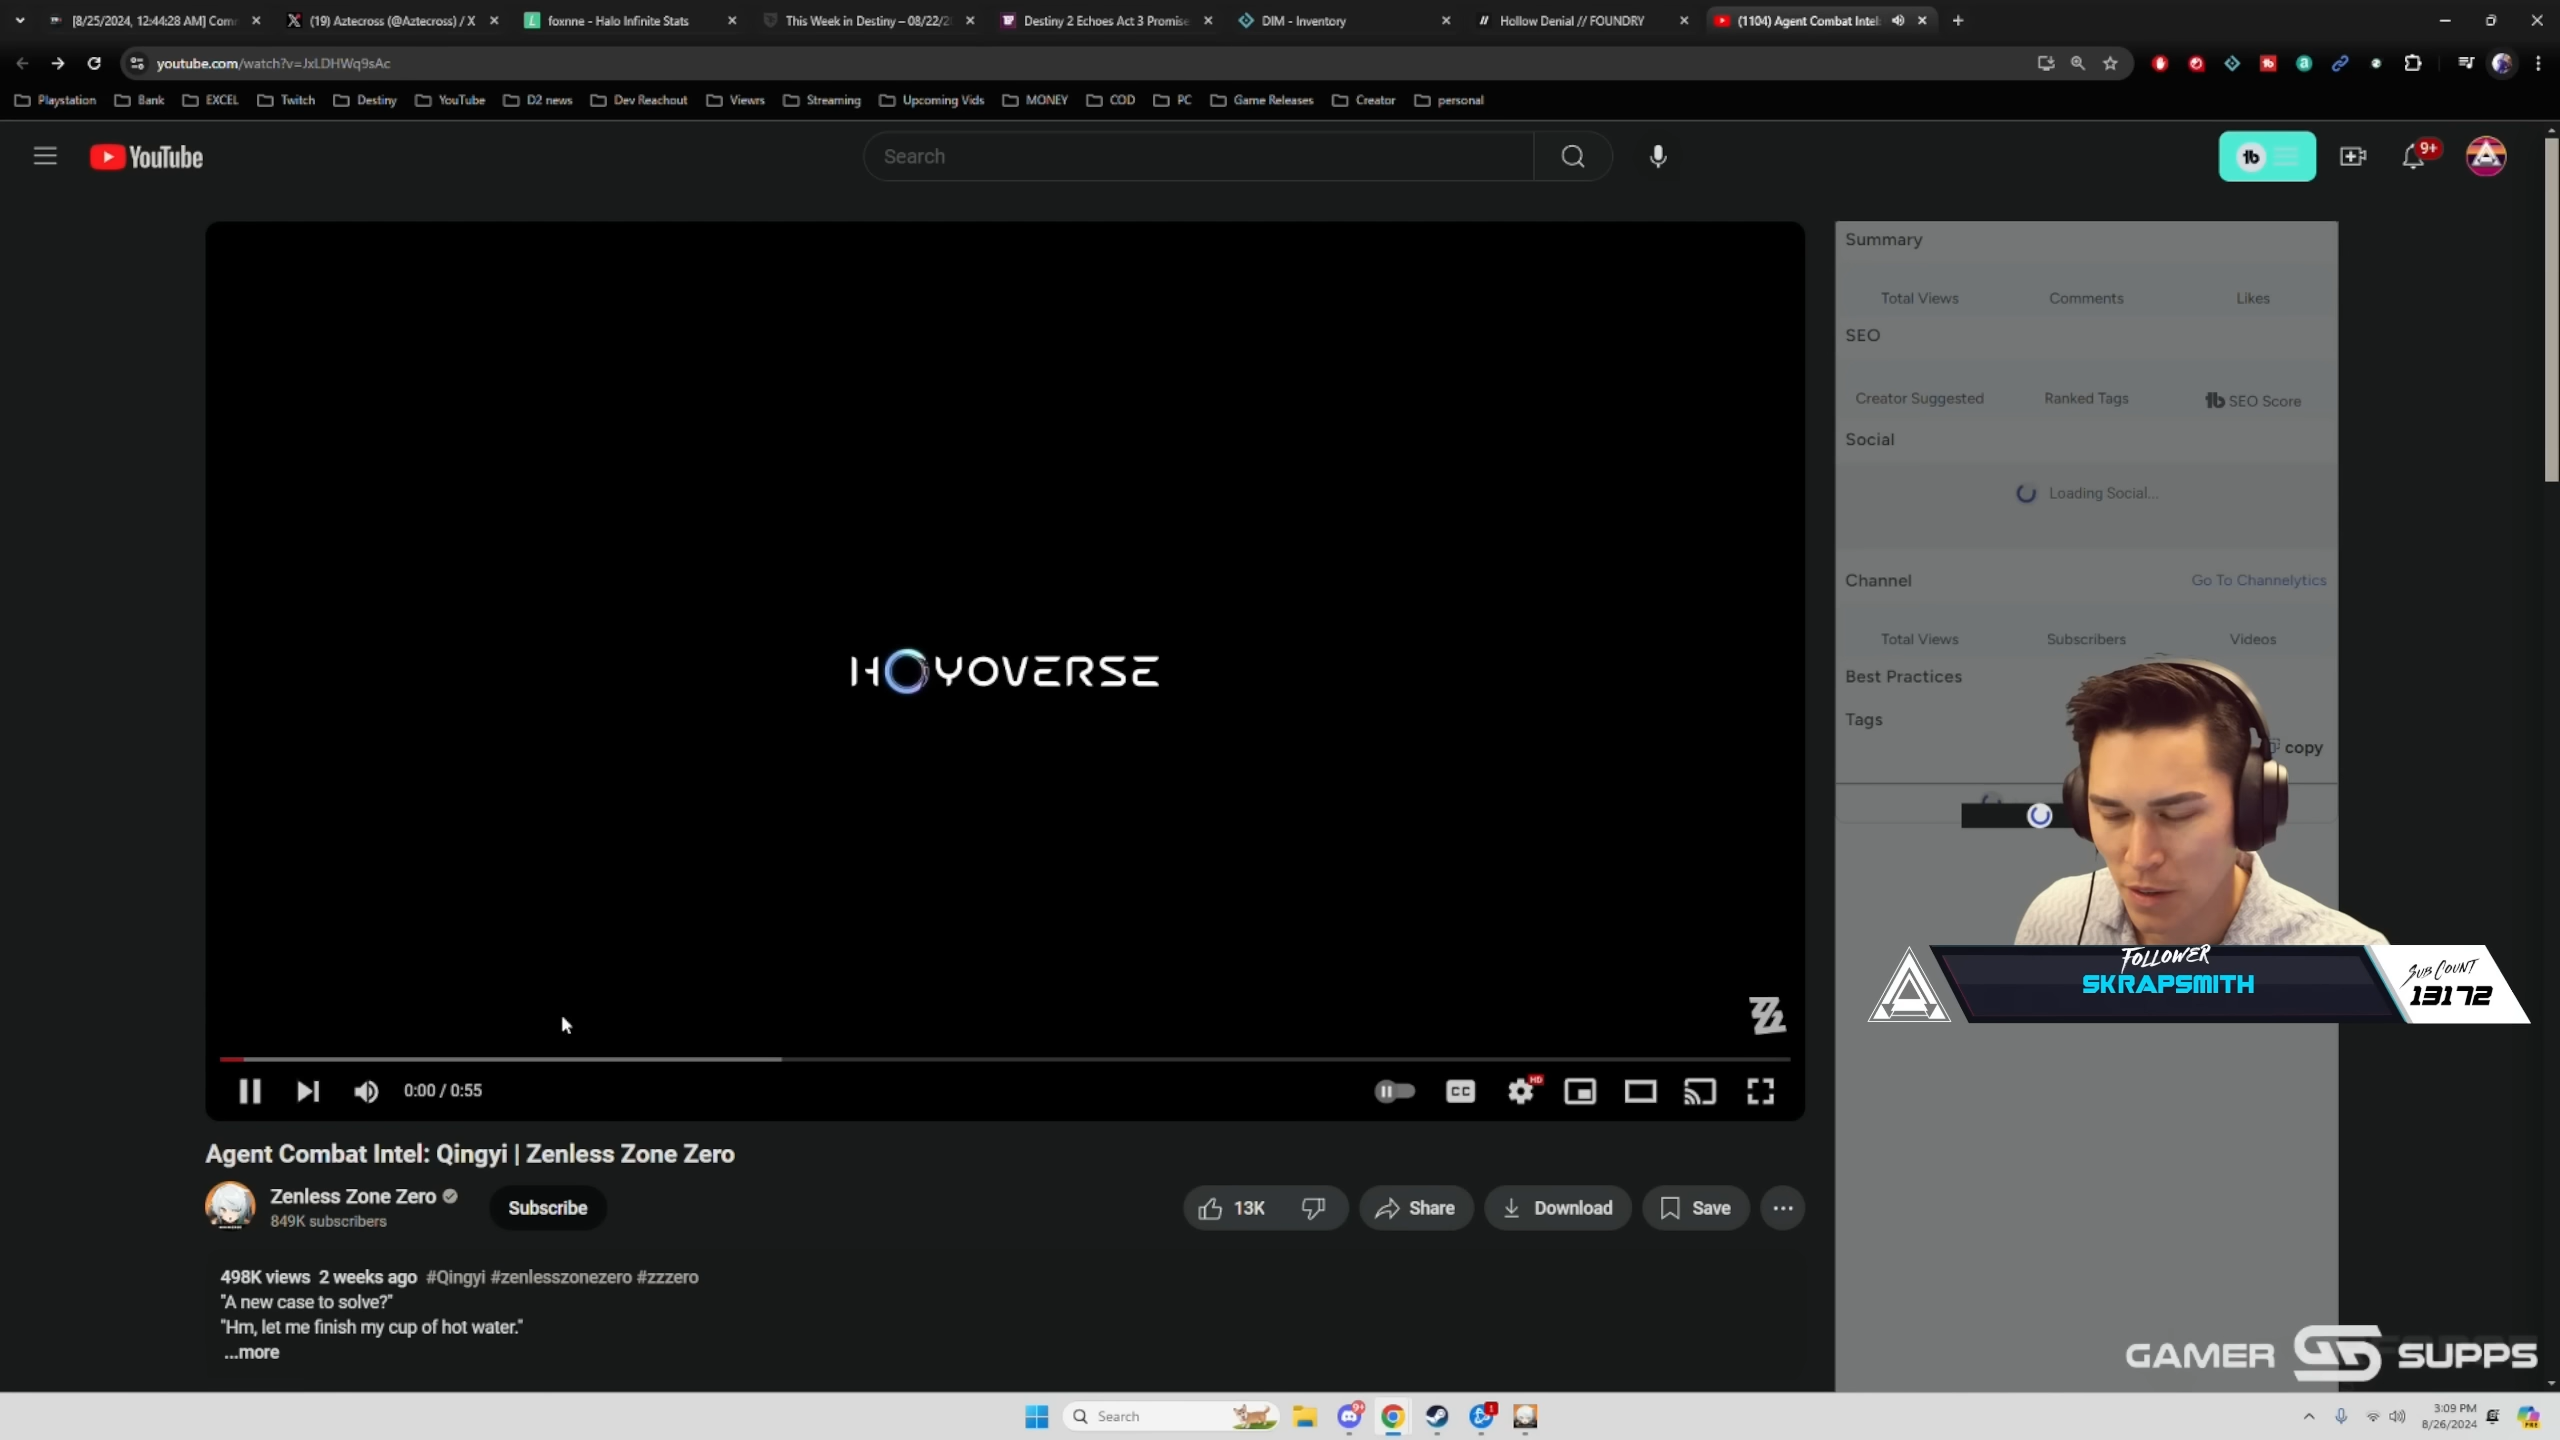 [8/25/2024, 12:44:28 AM] Com
(19) Aztecross (@Aztecross) / X
foxnne - Halo Infinite Stats
This Week in Destiny – 08/22/2
Destiny 2 Echoes Act 3 Promise
DIM - Inventory
Hollow Denial // FOUNDRY
(1104) Agent Combat Intel:
youtube.com/watch?v=JxLDHWq9sAc
Playstation
Bank
EXCEL
Twitch
Destiny
YouTube
D2 news
Dev Reachout
Viewrs
Streaming
Upcoming Vids
MONEY
COD
PC
Game Releases
Creator
personal
YouTube
Search
9+
Summary
Total Views Comments Likes
SEO
Creator Suggested Ranked Tags SEO Score
Social
Loading Social...
Channel Go To Channelytics
Total Views Subscribers Videos
Best Practices
Tags
copy
HOYOVERSE
FOLLOWER
SKRAPSMITH
SUB COUNT
13172
0:00 / 0:55
CC
HD
Agent Combat Intel: Qingyi | Zenless Zone Zero
Zenless Zone Zero
849K subscribers
Subscribe
13K
Share
Download
Save
498K views 2 weeks ago #Qingyi #zenlesszonezero #zzzero
"A new case to solve?"
"Hm, let me finish my cup of hot water."
...more
GAMER SUPPS
Search
9+
1
3:09 PM
8/26/2024